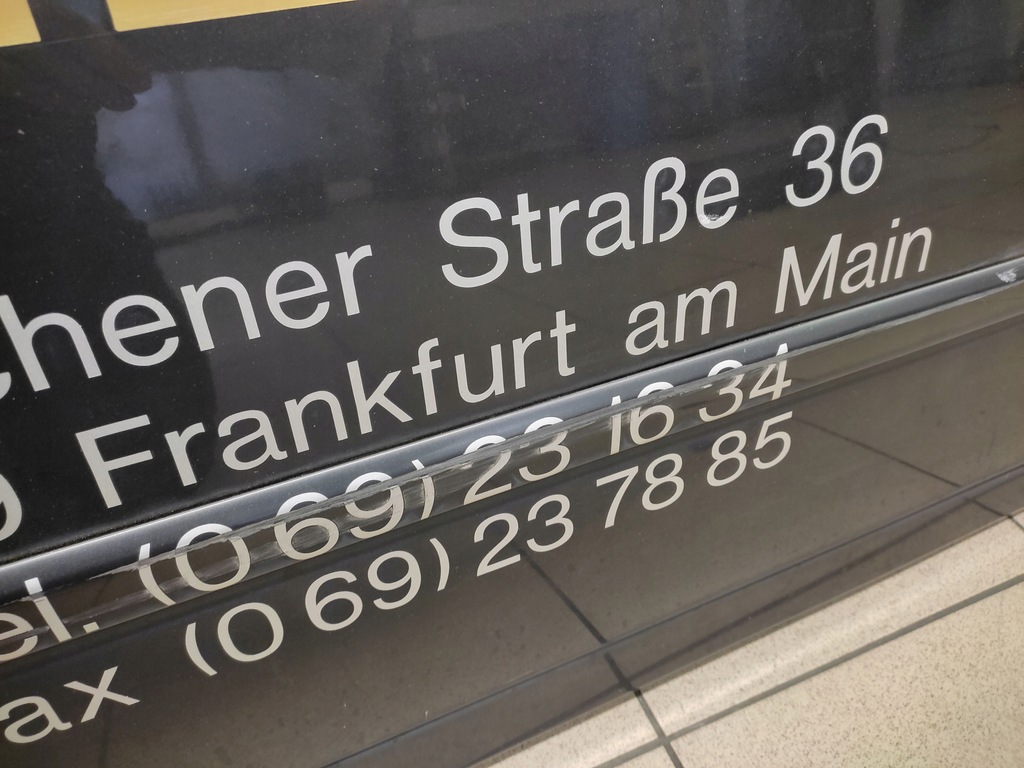 chener Straße 36
Frankfurt am Main
el. (0 69) 23 16 34
ax (0 69) 23 78 85